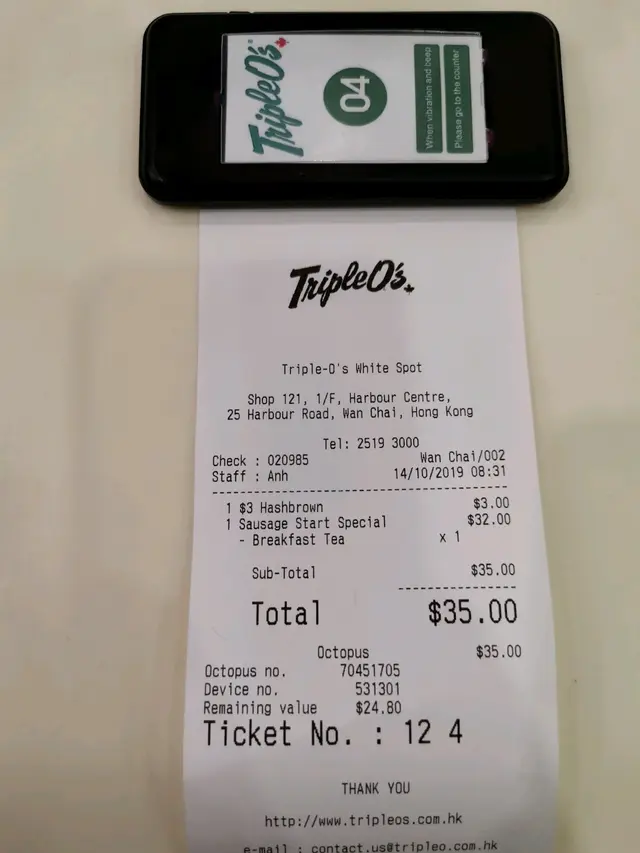 TripleO's
04
When vibration and beep
Please go to the counter
TripleO's
Triple-O's White Spot
Shop 121, 1/F, Harbour Centre,
25 Harbour Road, Wan Chai, Hong Kong
Tel: 2519 3000
Check : 020985 Wan Chai/002
Staff : Anh 14/10/2019 08:31
1 $3 Hashbrown $3.00
1 Sausage Start Special $32.00
- Breakfast Tea x 1
Sub-Total $35.00
Total $35.00
Octopus $35.00
Octopus no. 70451705
Device no. 531301
Remaining value $24.80
Ticket No. : 12 4
THANK YOU
http://www.tripleos.com.hk
e-mail : contact.us@tripleo.com.hk